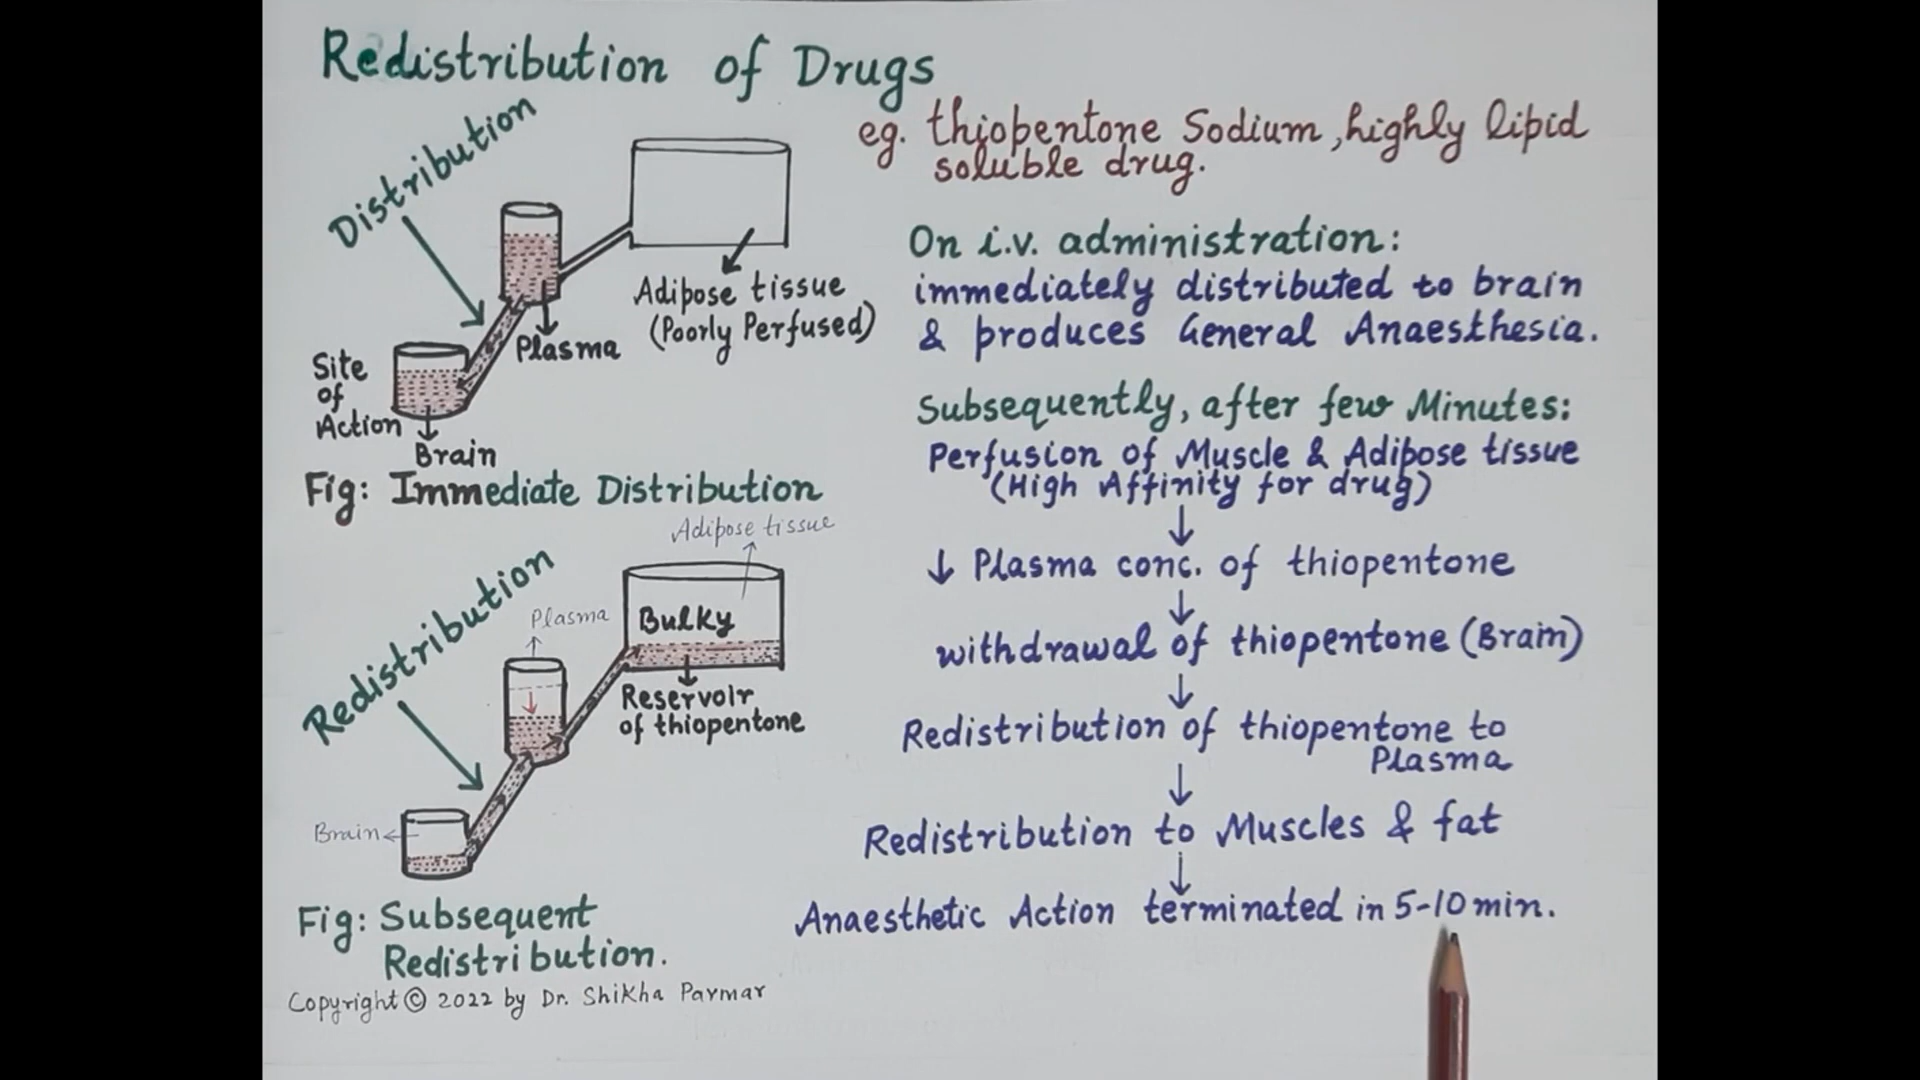 Redistribution of Drugs
eg. thiopentone Sodium, highly lipid
soluble drug.
Distribution
Adipose tissue
(Poorly Perfused)
Plasma
Site
of
Action
Brain
Fig: Immediate Distribution
On i.v. administration:
immediately distributed to brain
& produces General Anaesthesia.
Subsequently, after few Minutes:
Perfusion of Muscle & Adipose tissue
(High Affinity for drug)
↓
↓ Plasma conc. of thiopentone
↓
withdrawal of thiopentone (Brain)
↓
Redistribution of thiopentone to
Plasma
↓
Redistribution to Muscles & fat
↓
Anaesthetic Action terminated in 5-10 min.
Adipose tissue
Redistribution
Plasma
Bulky
Reservoir
of thiopentone
Brain
Fig: Subsequent
Redistribution.
Copyright © 2022 by Dr. Shikha Parmar